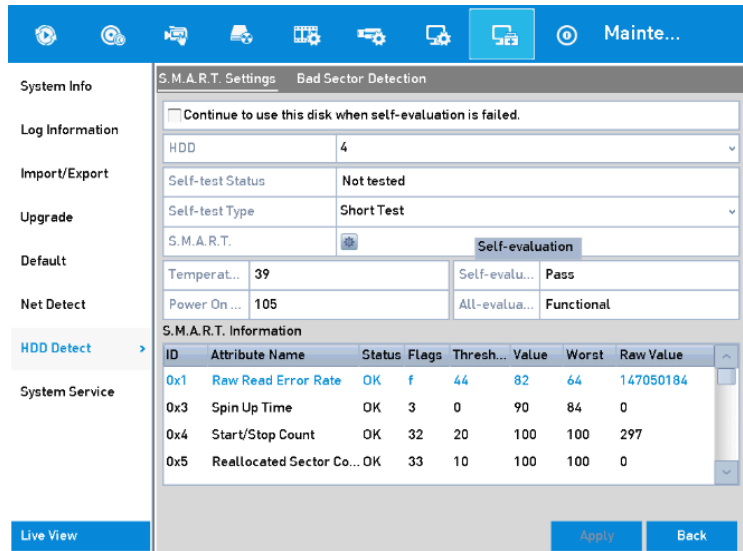 Mainte...
System Info
Log Information
Import/Export
Upgrade
Default
Net Detect
HDD Detect >
System Service
Live View
S.M.A.R.T. Settings Bad Sector Detection
Continue to use this disk when self-evaluation is failed.
HDD 4
Self-test Status Not tested
Self-test Type Short Test
S.M.A.R.T.
Self-evaluation
Temperat... 39 Self-evalu... Pass
Power On ... 105 All-evalua... Functional
S.M.A.R.T. Information
ID Attribute Name Status Flags Thresh... Value Worst Raw Value
0x1 Raw Read Error Rate OK f 44 82 64 147050184
0x3 Spin Up Time OK 3 0 90 84 0
0x4 Start/Stop Count OK 32 20 100 100 297
0x5 Reallocated Sector Co... OK 33 10 100 100 0
Apply Back